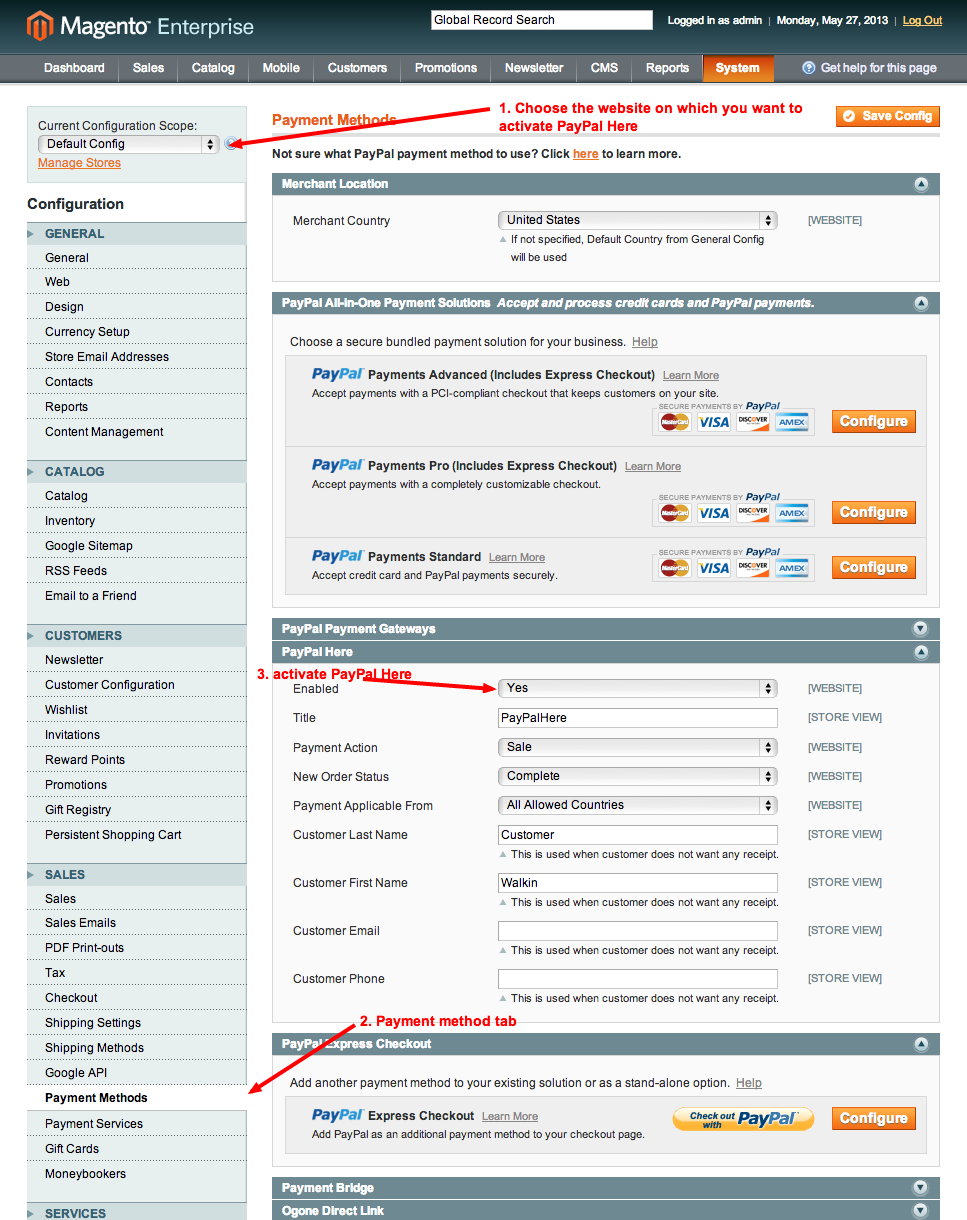 Magento Enterprise
Global Record Search
Logged in as admin | Monday, May 27, 2013 | Log Out
Dashboard Sales Catalog Mobile Customers Promotions Newsletter CMS Reports System Get help for this page
Current Configuration Scope:
Default Config
Manage Stores
Configuration
GENERAL
General
Web
Design
Currency Setup
Store Email Addresses
Contacts
Reports
Content Management
CATALOG
Catalog
Inventory
Google Sitemap
RSS Feeds
Email to a Friend
CUSTOMERS
Newsletter
Customer Configuration
Wishlist
Invitations
Reward Points
Promotions
Gift Registry
Persistent Shopping Cart
SALES
Sales
Sales Emails
PDF Print-outs
Tax
Checkout
Shipping Settings
Shipping Methods
Google API
Payment Methods
Payment Services
Gift Cards
Moneybookers
SERVICES
Payment Methods
1. Choose the website on which you want to
activate PayPal Here
Save Config
Not sure what PayPal payment method to use? Click here to learn more.
Merchant Location
Merchant Country United States [WEBSITE]
If not specified, Default Country from General Config
will be used
PayPal All-in-One Payment Solutions Accept and process credit cards and PayPal payments.
Choose a secure bundled payment solution for your business. Help
PayPal Payments Advanced (Includes Express Checkout) Learn More
Accept payments with a PCI-compliant checkout that keeps customers on your site.
SECURE PAYMENTS BY PayPal
MasterCard VISA DISCOVER AMEX Configure
PayPal Payments Pro (Includes Express Checkout) Learn More
Accept payments with a completely customizable checkout.
SECURE PAYMENTS BY PayPal
MasterCard VISA DISCOVER AMEX Configure
PayPal Payments Standard Learn More
Accept credit card and PayPal payments securely.
SECURE PAYMENTS BY PayPal
MasterCard VISA DISCOVER AMEX Configure
PayPal Payment Gateways
PayPal Here
3. activate PayPal Here
Enabled Yes [WEBSITE]
Title PayPalHere [STORE VIEW]
Payment Action Sale [WEBSITE]
New Order Status Complete [WEBSITE]
Payment Applicable From All Allowed Countries [WEBSITE]
Customer Last Name Customer [STORE VIEW]
This is used when customer does not want any receipt.
Customer First Name Walkin [STORE VIEW]
This is used when customer does not want any receipt.
Customer Email [STORE VIEW]
This is used when customer does not want any receipt.
Customer Phone [STORE VIEW]
This is used when customer does not want any receipt.
2. Payment method tab
PayPal Express Checkout
Add another payment method to your existing solution or as a stand-alone option. Help
PayPal Express Checkout Learn More
Add PayPal as an additional payment method to your checkout page.
Check out
with PayPal
Configure
Payment Bridge
Ogone Direct Link